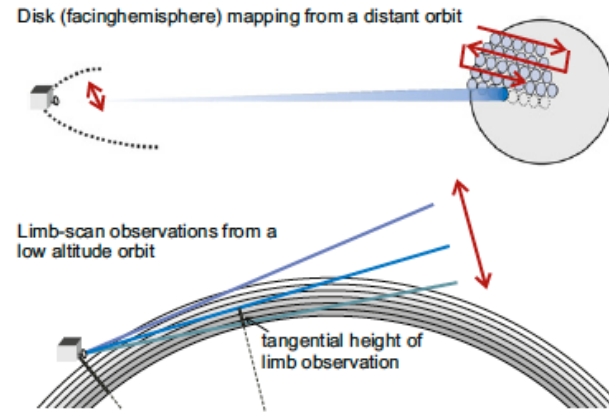 Disk (facinghemisphere) mapping from a distant orbit
Limb-scan observations from a
low altitude orbit
tangential height of
limb observation